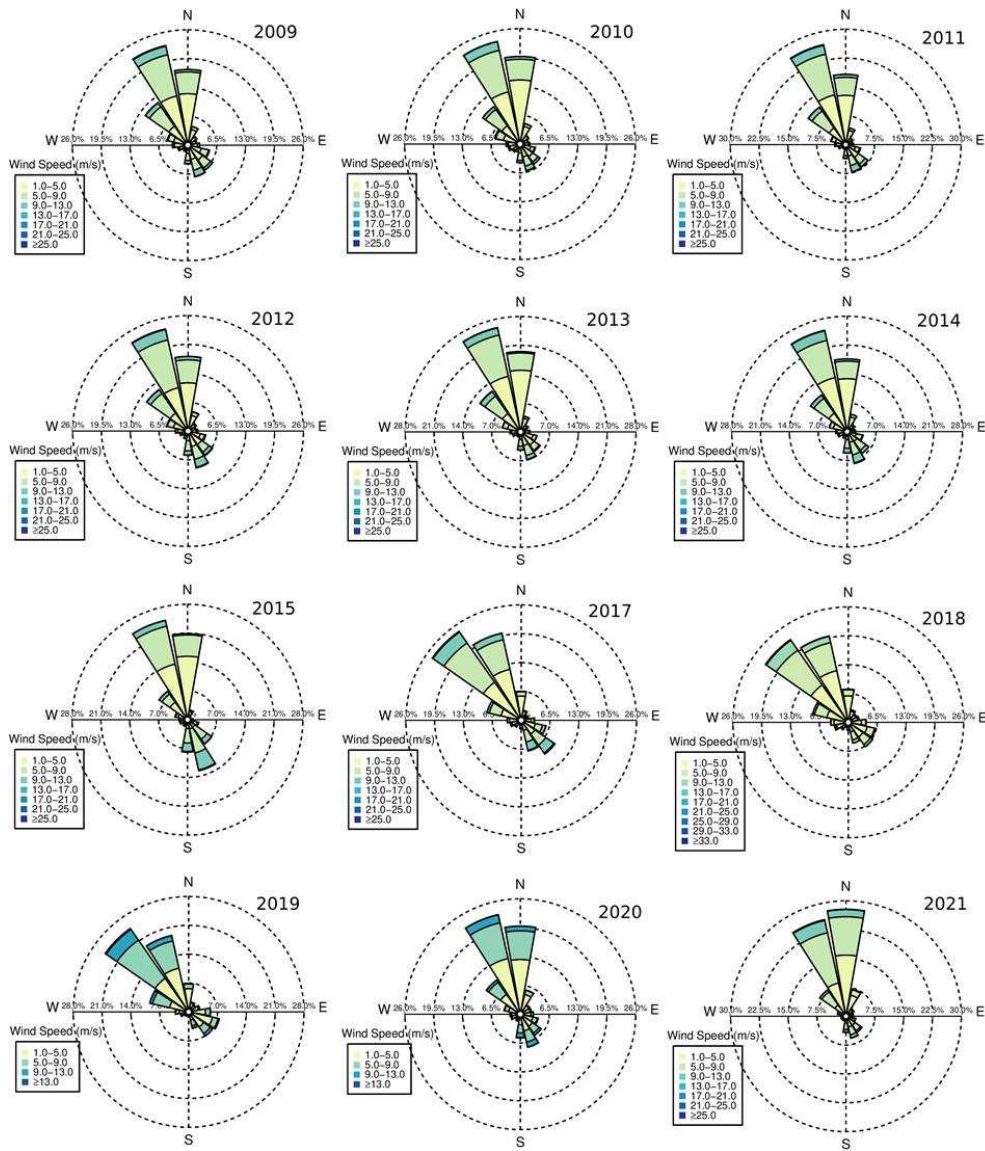 N
2009
W 26.0% 19.5% 13.0% 6.5% 6.5% 13.0% 19.5% 26.0% E
Wind Speed (m/s)
1.0–5.0
5.0–9.0
9.0–13.0
13.0–17.0
17.0–21.0
21.0–25.0
≥25.0
S
N
2010
W 26.0% 19.5% 13.0% 6.5% 6.5% 13.0% 19.5% 26.0% E
Wind Speed (m/s)
1.0–5.0
5.0–9.0
9.0–13.0
13.0–17.0
17.0–21.0
21.0–25.0
≥25.0
S
N
2011
W 30.0% 22.5% 15.0% 7.5% 7.5% 15.0% 22.5% 30.0% E
Wind Speed (m/s)
1.0–5.0
5.0–9.0
9.0–13.0
13.0–17.0
17.0–21.0
21.0–25.0
≥25.0
S
N
2012
W 28.0% 21.0% 14.0% 7.0% 7.0% 14.0% 21.0% 28.0% E
Wind Speed (m/s)
1.0–5.0
5.0–9.0
9.0–13.0
13.0–17.0
17.0–21.0
21.0–25.0
≥25.0
S
N
2013
W 28.0% 21.0% 14.0% 7.0% 7.0% 14.0% 21.0% 28.0% E
Wind Speed (m/s)
1.0–5.0
5.0–9.0
9.0–13.0
13.0–17.0
17.0–21.0
21.0–25.0
≥25.0
S
N
2014
W 28.0% 21.0% 14.0% 7.0% 7.0% 14.0% 21.0% 28.0% E
Wind Speed (m/s)
1.0–5.0
5.0–9.0
9.0–13.0
13.0–17.0
17.0–21.0
21.0–25.0
≥25.0
S
N
2015
W 28.0% 21.0% 14.0% 7.0% 7.0% 14.0% 21.0% 28.0% E
Wind Speed (m/s)
1.0–5.0
5.0–9.0
9.0–13.0
13.0–17.0
17.0–21.0
21.0–25.0
≥25.0
S
N
2017
W 26.0% 19.5% 13.0% 6.5% 6.5% 13.0% 19.5% 26.0% E
Wind Speed (m/s)
1.0–5.0
5.0–9.0
9.0–13.0
13.0–17.0
17.0–21.0
21.0–25.0
≥25.0
S
N
2018
W 26.0% 19.5% 13.0% 6.5% 6.5% 13.0% 19.5% 26.0% E
Wind Speed (m/s)
1.0–5.0
5.0–9.0
9.0–13.0
13.0–17.0
17.0–21.0
21.0–25.0
25.0–29.0
29.0–33.0
≥33.0
S
N
2019
W 28.0% 21.0% 14.0% 7.0% 7.0% 14.0% 21.0% 28.0% E
Wind Speed (m/s)
1.0–5.0
5.0–9.0
9.0–13.0
≥13.0
S
N
2020
W 26.0% 19.5% 13.0% 6.5% 6.5% 13.0% 19.5% 26.0% E
Wind Speed (m/s)
1.0–5.0
5.0–9.0
9.0–13.0
≥13.0
S
N
2021
W 30.0% 22.5% 15.0% 7.5% 7.5% 15.0% 22.5% 30.0% E
Wind Speed (m/s)
1.0–5.0
5.0–9.0
9.0–13.0
13.0–17.0
17.0–21.0
21.0–25.0
≥25.0
S